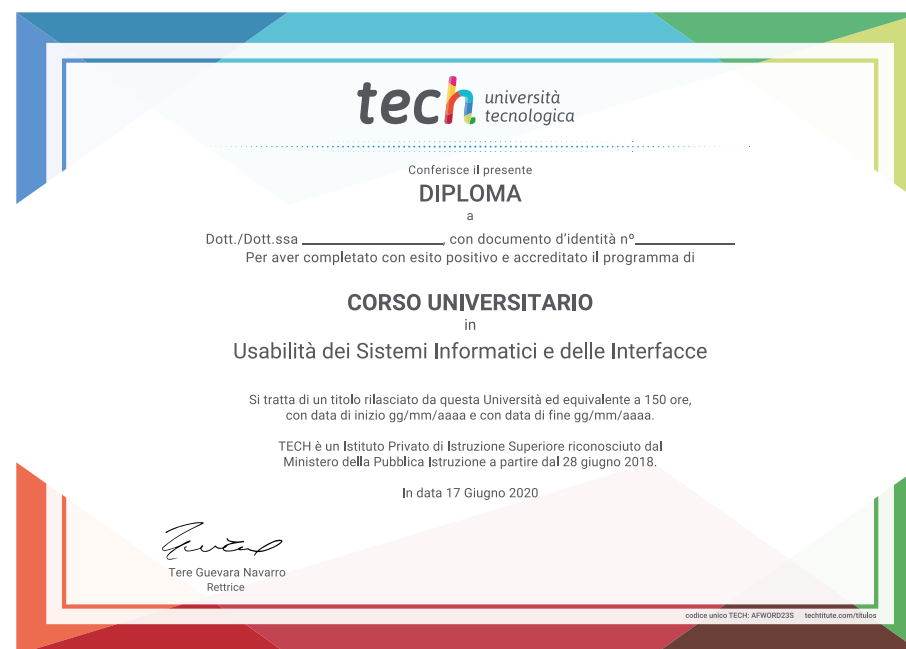 tech università
tecnologica
Conferisce il presente
DIPLOMA
a
Dott./Dott.ssa ____________________, con documento d'identità nº______________
Per aver completato con esito positivo e accreditato il programma di
CORSO UNIVERSITARIO
in
Usabilità dei Sistemi Informatici e delle Interfacce
Si tratta di un titolo rilasciato da questa Università ed equivalente a 150 ore,
con data di inizio gg/mm/aaaa e con data di fine gg/mm/aaaa.
TECH è un Istituto Privato di Istruzione Superiore riconosciuto dal
Ministero della Pubblica Istruzione a partire dal 28 giugno 2018.
In data 17 Giugno 2020
Tere Guevara Navarro
Rettrice
codice unico TECH: AFWORD23S techtitute.com/titulos